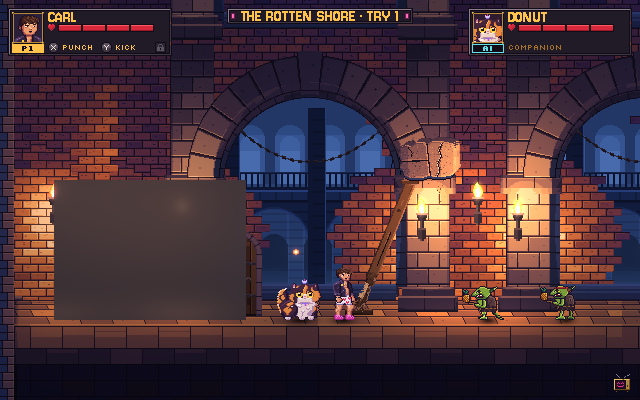 CARL
P1
X PUNCH Y KICK
THE ROTTEN SHORE · TRY 1
DONUT
AI
COMPANION